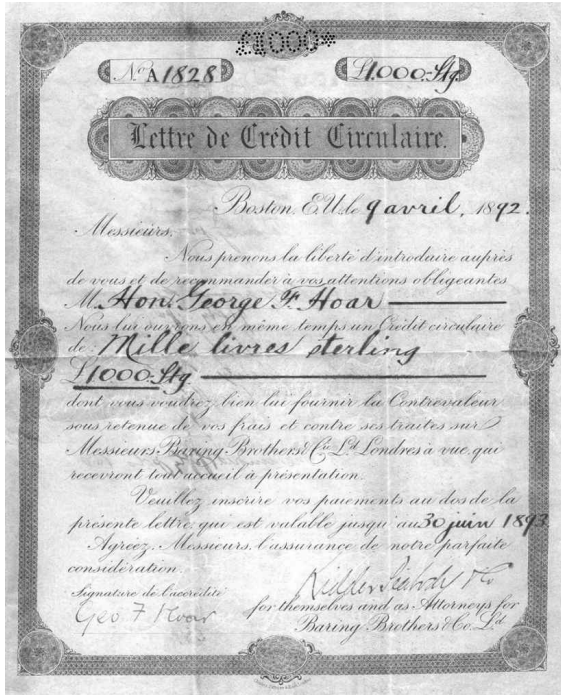 £1000*
No. A1828 £1.000-Stg.
Lettre de Crédit Circulaire.
Boston, E.U. le 9 avril, 1892.
Messieurs,
Nous prenons la liberté d'introduire auprès
de vous et de recommander à vos attentions obligeantes
M. Hon. George F. Hoar
Nous lui ouvrons en même temps un Crédit circulaire
de Mille livres sterling
£1000-Stg.
dont vous voudrez bien lui fournir la Contrevaleur
sous retenue de vos frais et contre ses traites sur
Messieurs Baring Brothers & Cie. Ld. Londres à vue, qui
recevront tout accueil à présentation.
Veuillez inscrire vos paiements au dos de la
présente lettre, qui est valable jusqu'au 30 juin 1893
Agréez, Messieurs, l'assurance de notre parfaite
considération.
Signature de l'accrédité
Geo F Hoar
for themselves and as Attorneys for
Baring Brothers & Co. Ld.